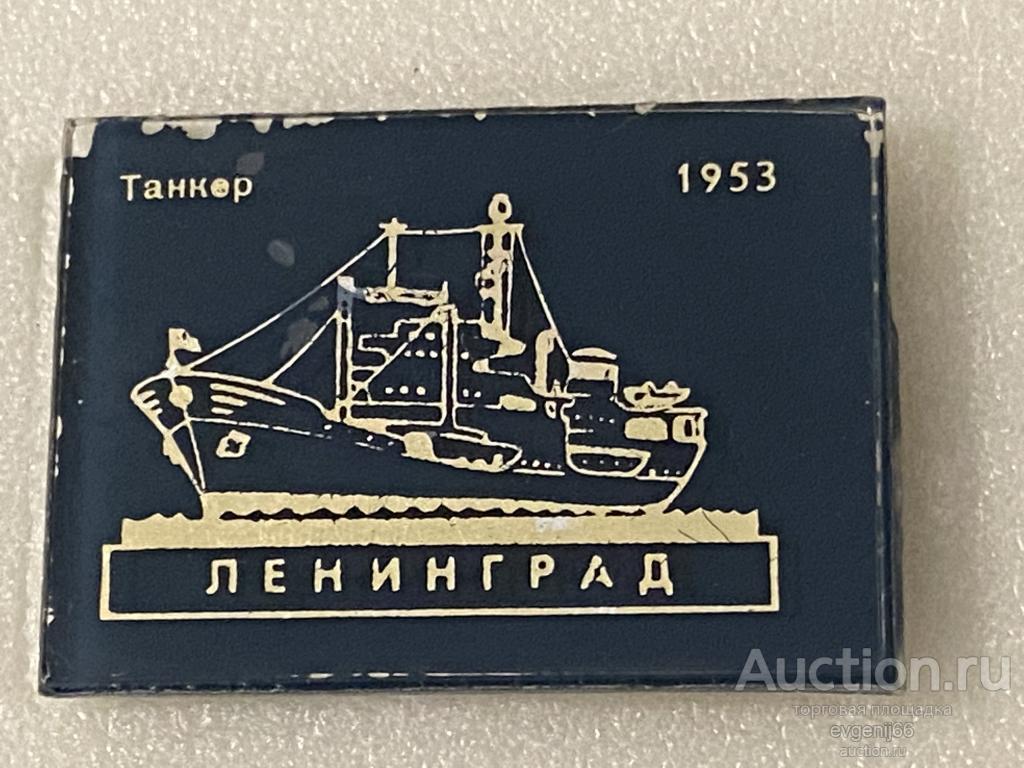 Танкер
1953
ЛЕНИНГРАД
Auction.ru
торговая площадка
evgenij66
auction.ru